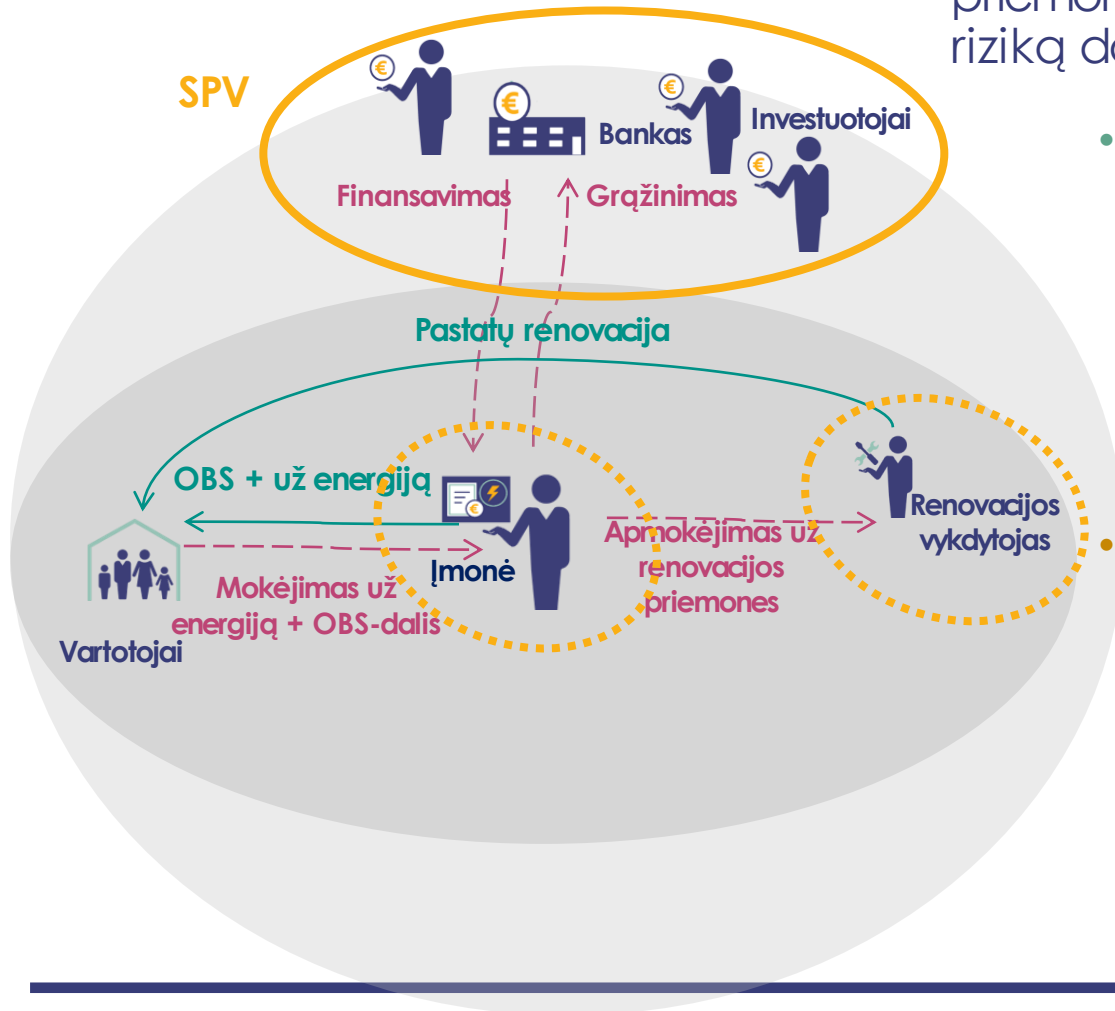 SPV
Bankas
Investuotojai
Finansavimas
Grąžinimas
Pastatų renovacija
OBS + už energiją
Įmonė
Mokėjimas už
energiją + OBS-dalis
Vartotojai
Apmokėjimas už
renovacijos
priemones
Renovacijos
vykdytojas
riziką